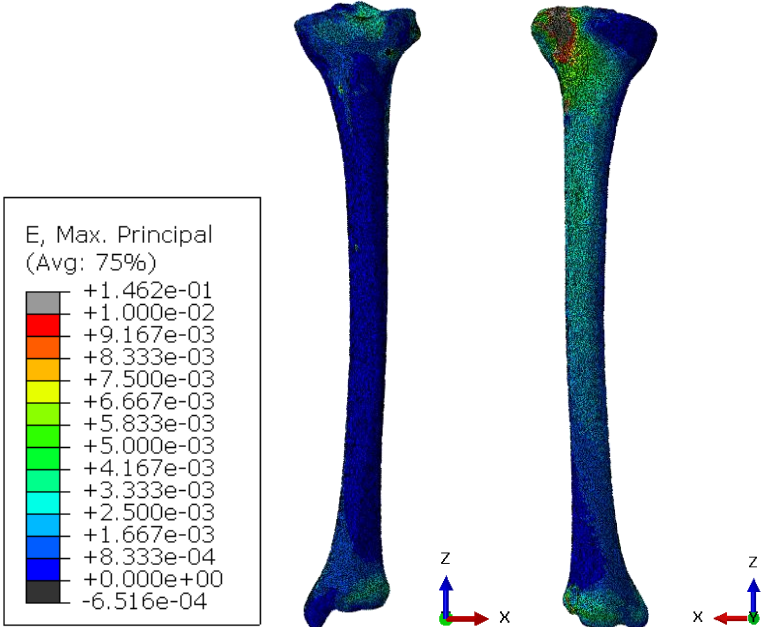 E, Max. Principal
(Avg: 75%)
+1.462e-01
+1.000e-02
+9.167e-03
+8.333e-03
+7.500e-03
+6.667e-03
+5.833e-03
+5.000e-03
+4.167e-03
+3.333e-03
+2.500e-03
+1.667e-03
+8.333e-04
+0.000e+00
-6.516e-04
Z
Y
X
Z
X
Y